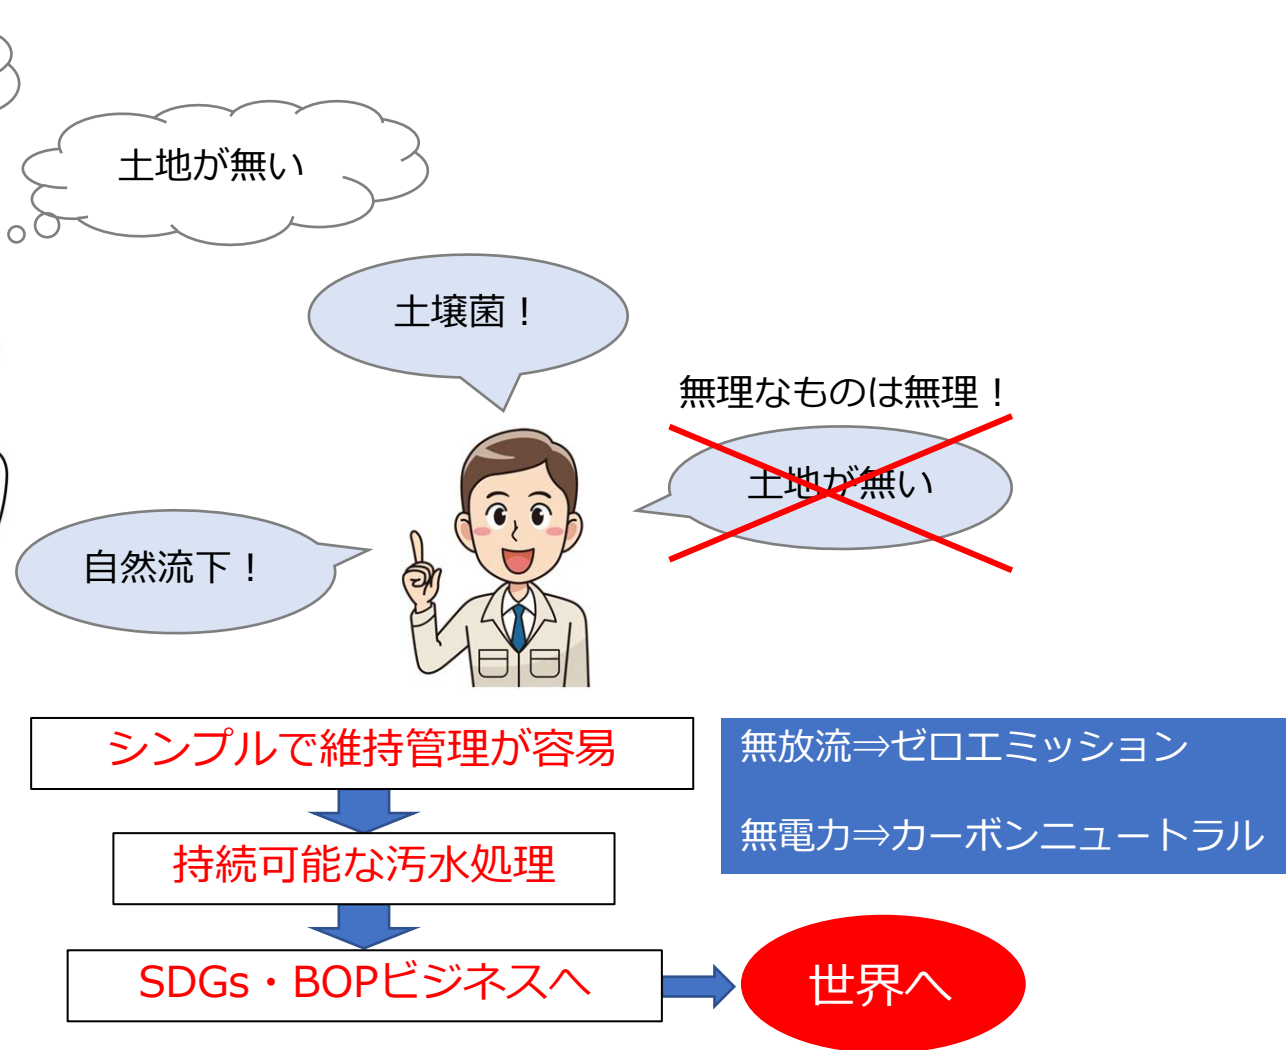 土地が無い
土壌菌！
無理なものは無理！
土地が無い
自然流下！
シンプルで維持管理が容易
無放流⇒ゼロエミッション
無電力⇒カーボンニュートラル
持続可能な汚水処理
SDGs・BOPビジネスへ
世界へ